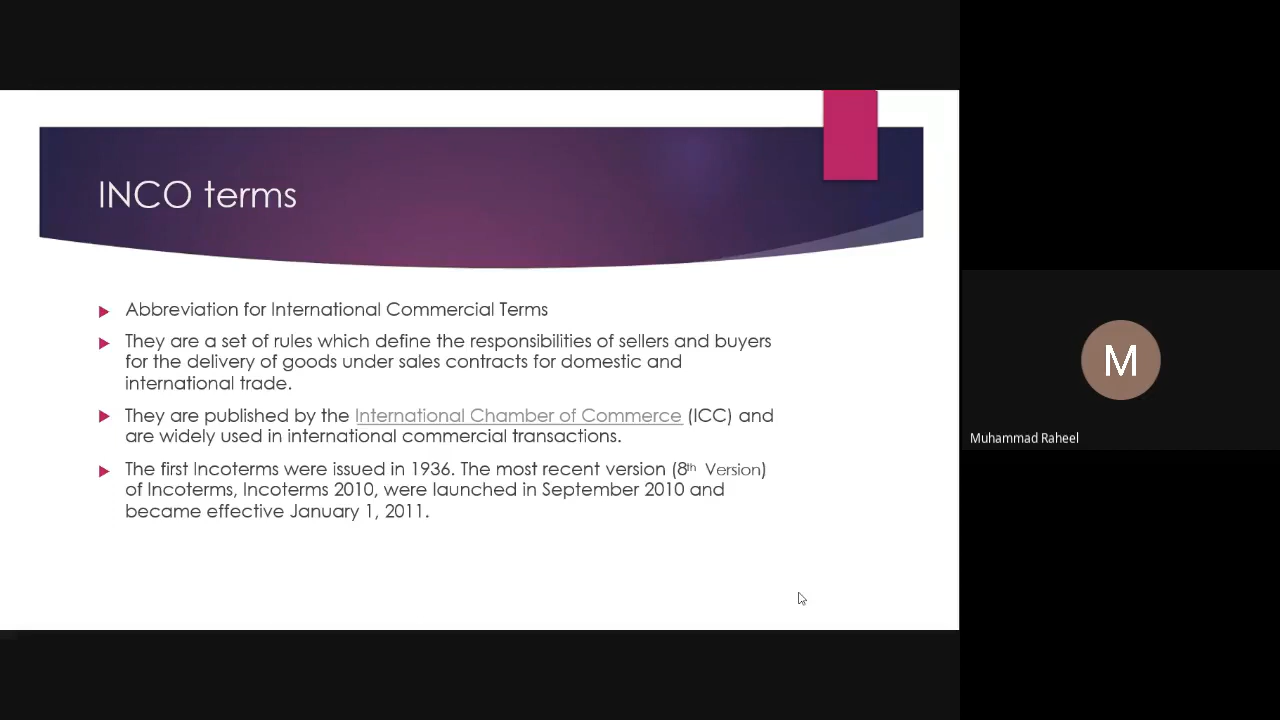 INCO terms
Abbreviation for International Commercial Terms
They are a set of rules which define the responsibilities of sellers and buyers
for the delivery of goods under sales contracts for domestic and
international trade.
They are published by the International Chamber of Commerce (ICC) and
are widely used in international commercial transactions.
The first Incoterms were issued in 1936. The most recent version (8th Version)
of Incoterms, Incoterms 2010, were launched in September 2010 and
became effective January 1, 2011.
M
Muhammad Raheel